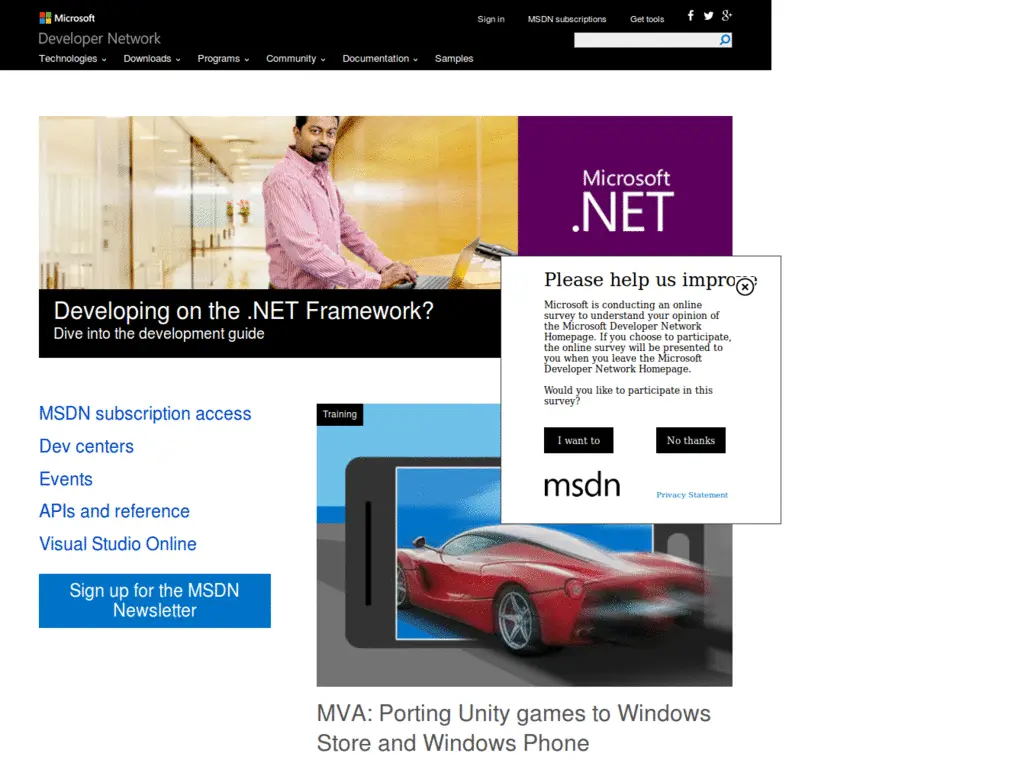 Microsoft
Sign in
MSDN subscriptions
Get tools
Developer Network
Technologies
Downloads
Programs
Community
Documentation
Samples
Microsoft
.NET
Developing on the .NET Framework?
Dive into the development guide
Please help us improve
Microsoft is conducting an online
survey to understand your opinion of
the Microsoft Developer Network
Homepage. If you choose to participate,
the online survey will be presented to
you when you leave the Microsoft
Developer Network Homepage.
Would you like to participate in this
survey?
I want to
No thanks
msdn
Privacy Statement
MSDN subscription access
Dev centers
Events
APIs and reference
Visual Studio Online
Sign up for the MSDN
Newsletter
Training
MVA: Porting Unity games to Windows
Store and Windows Phone